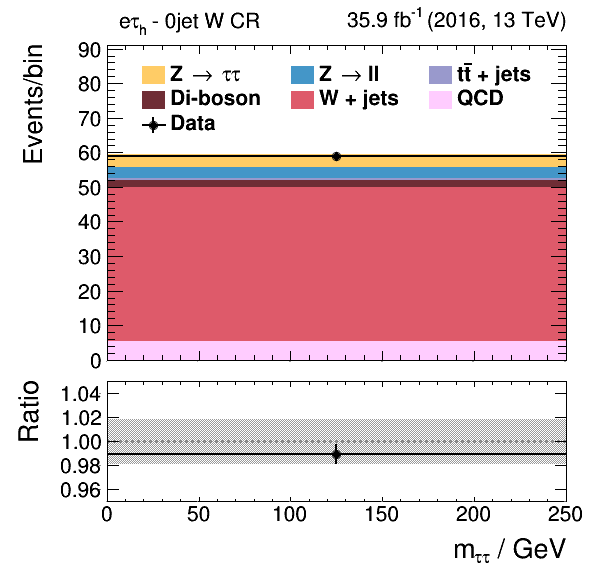 eτh - 0jet W CR 35.9 fb-1 (2016, 13 TeV)
Events/bin
90
80
70
60
50
40
30
20
10
0
Z → ττ Z → ll tt̄ + jets
Di-boson W + jets QCD
Data
Ratio
1.04
1.02
1.00
0.98
0.96
0 50 100 150 200 250
mττ / GeV